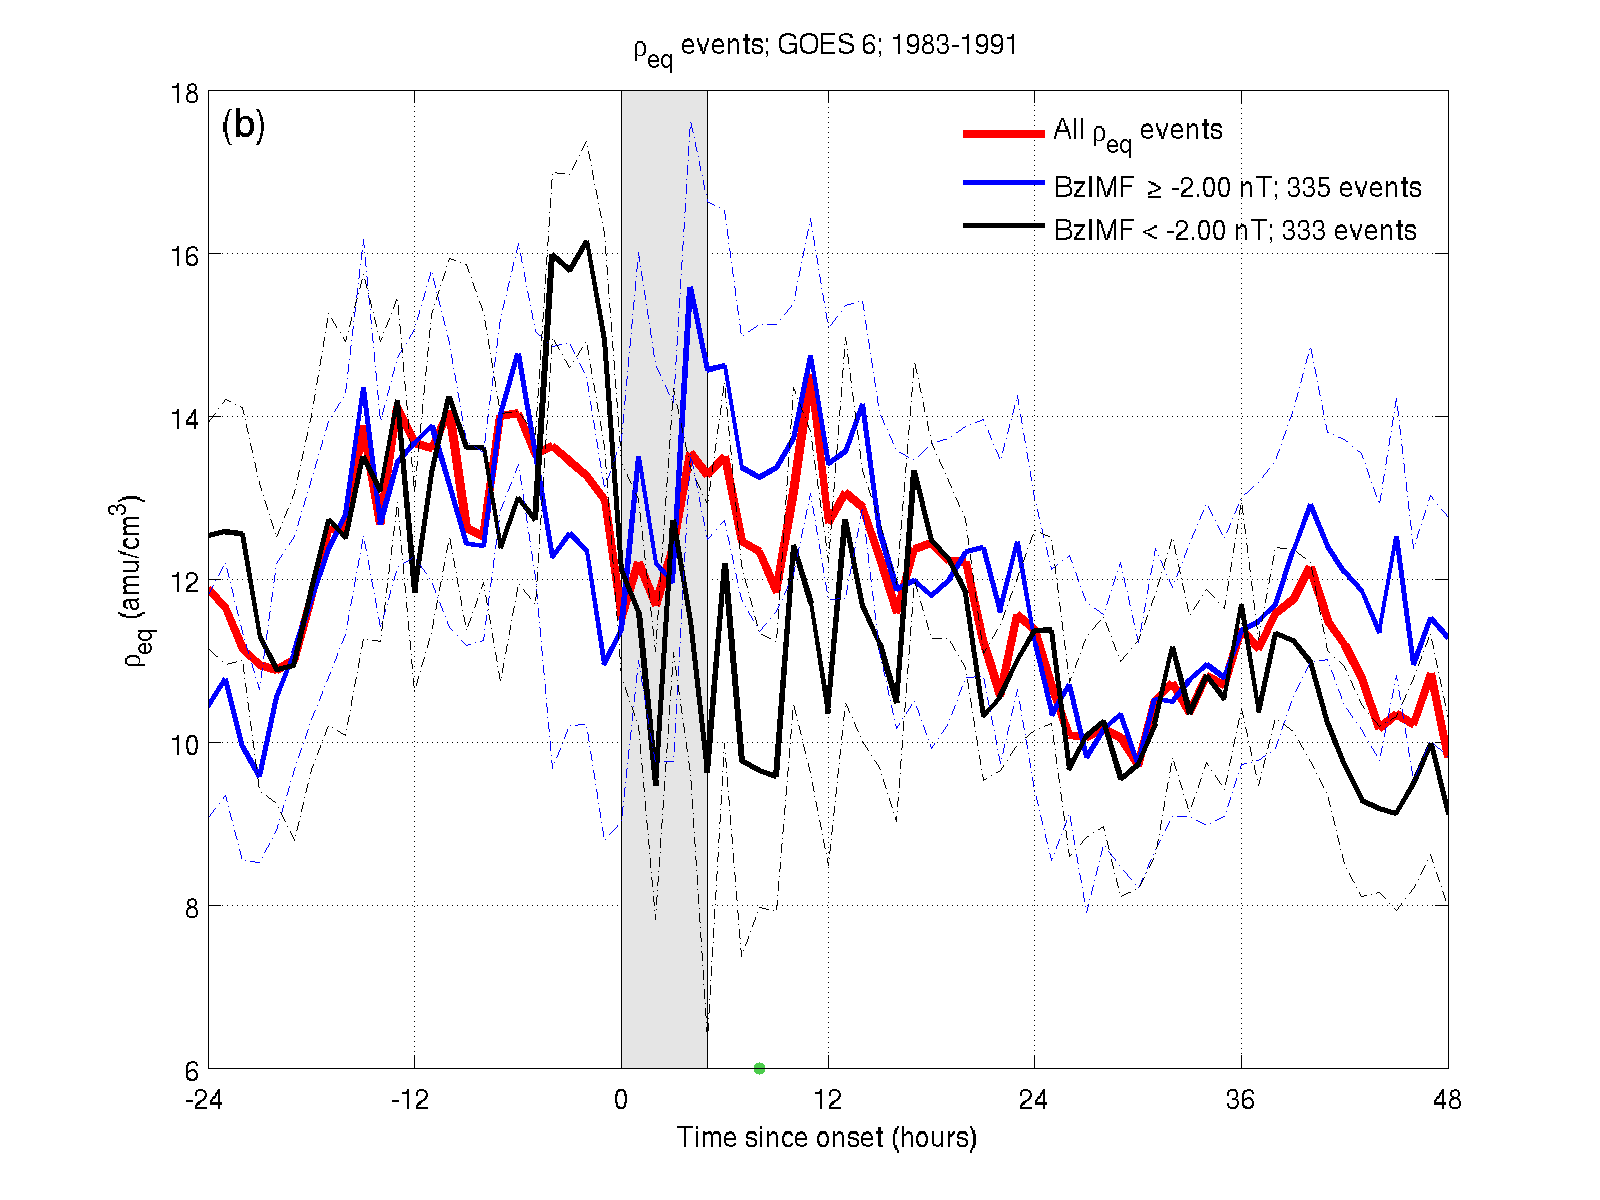 ρeq events; GOES 6; 1983-1991
(b)
All ρeq events
BzIMF ≥ -2.00 nT; 335 events
BzIMF < -2.00 nT; 333 events
18
16
14
12
10
8
6
ρeq (amu/cm³)
-24 -12 0 12 24 36 48
Time since onset (hours)